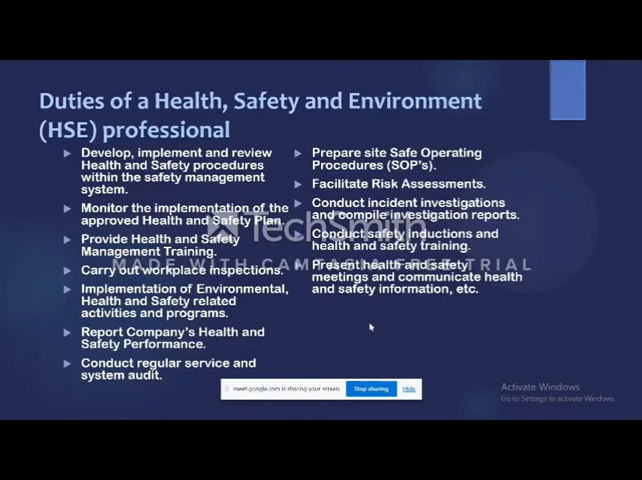 Duties of a Health, Safety and Environment
(HSE) professional
Develop, implement and review
Health and Safety procedures
within the safety management
system.
Monitor the implementation of the
approved Health and Safety Plan.
Provide Health and Safety
Management Training.
Carry out workplace inspections.
Implementation of Environmental,
Health and Safety related
activities and programs.
Report Company's Health and
Safety Performance.
Conduct regular service and
system audit.
Prepare site Safe Operating
Procedures (SOP's).
Facilitate Risk Assessments.
Conduct incident investigations
and compile investigation reports.
Conduct safety inductions and
health and safety training.
Present health and safety
meetings and communicate health
and safety information, etc.
TechSmith
MADE WITH CAMTASIA FREE TRIAL
meet.google.com is sharing your screen.
Stop sharing
Hide
Activate Windows
Go to Settings to activate Windows.